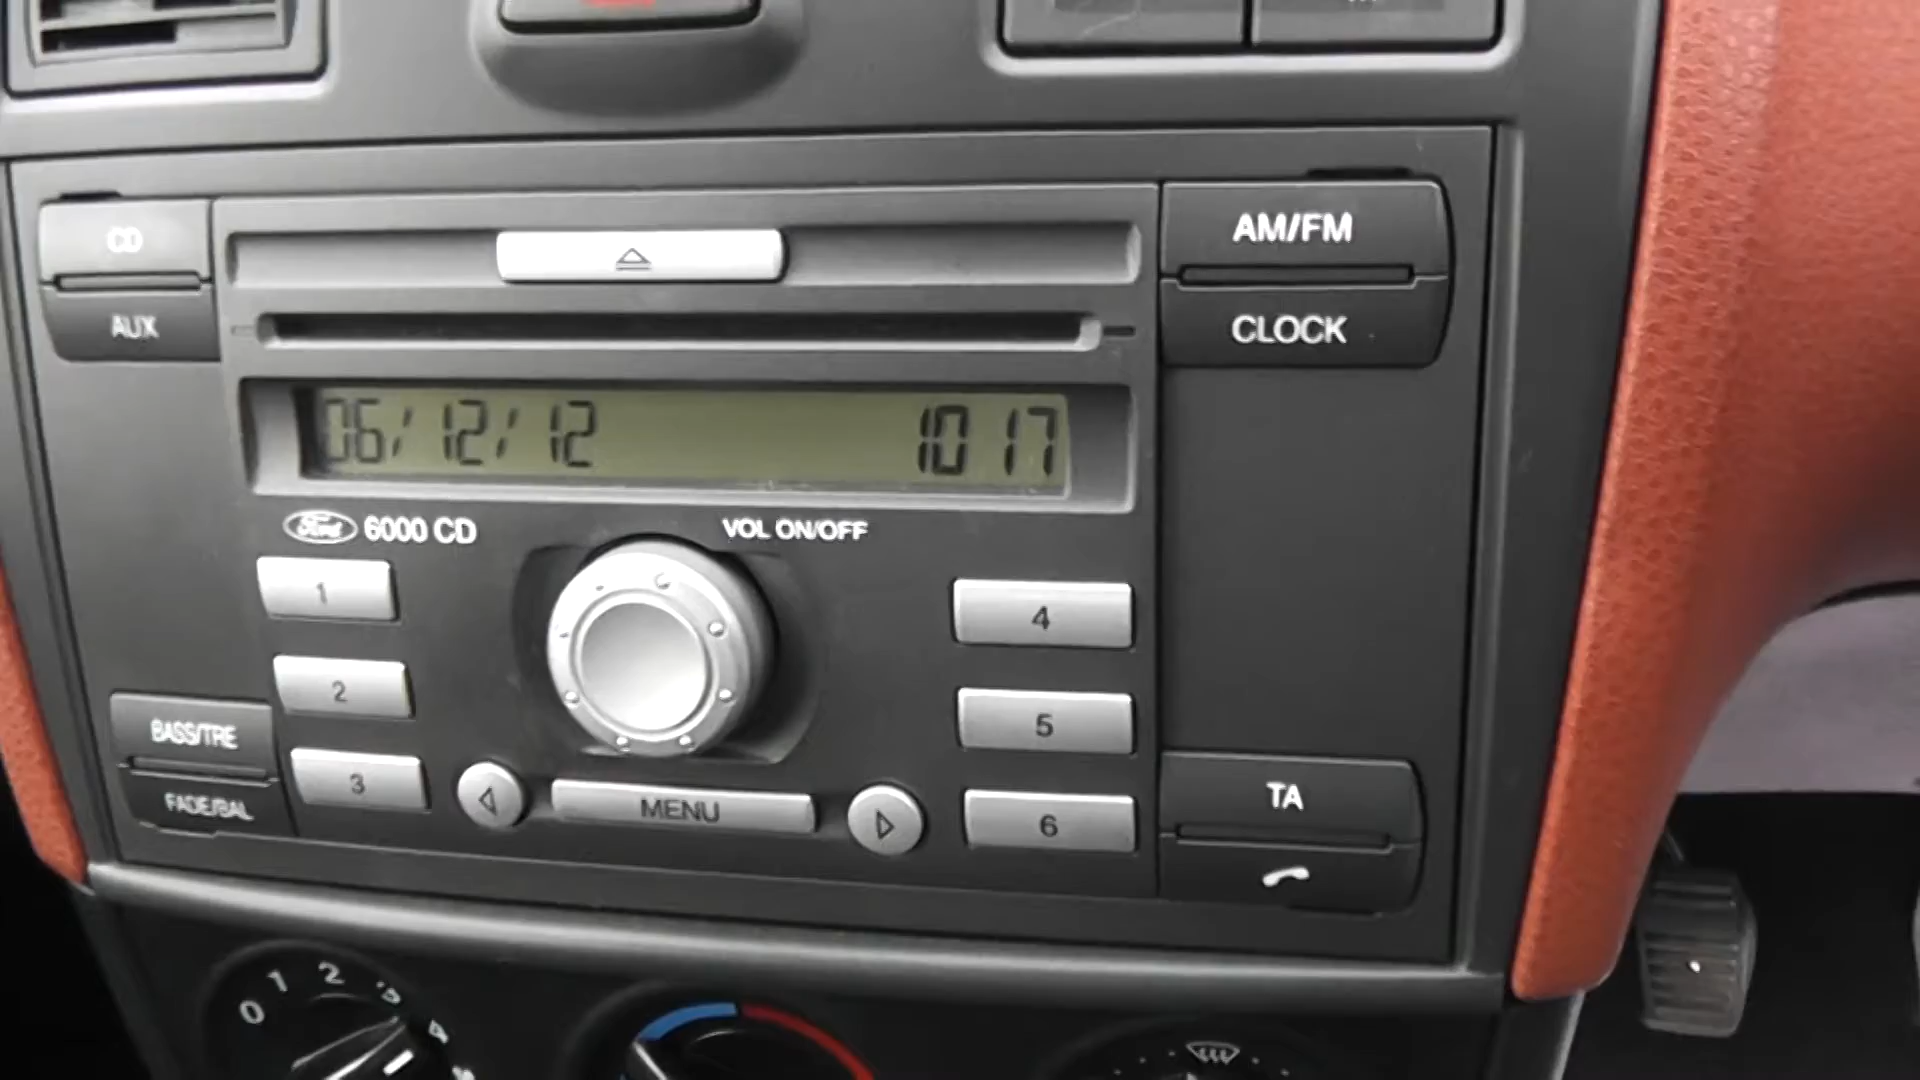 CD
AUX
AM/FM
CLOCK
06/12/12 10 17
Ford 6000 CD
VOL ON/OFF
1
2
3
4
5
6
BASS/TRE
FADE/BAL
MENU
TA
0 1 2 3 4